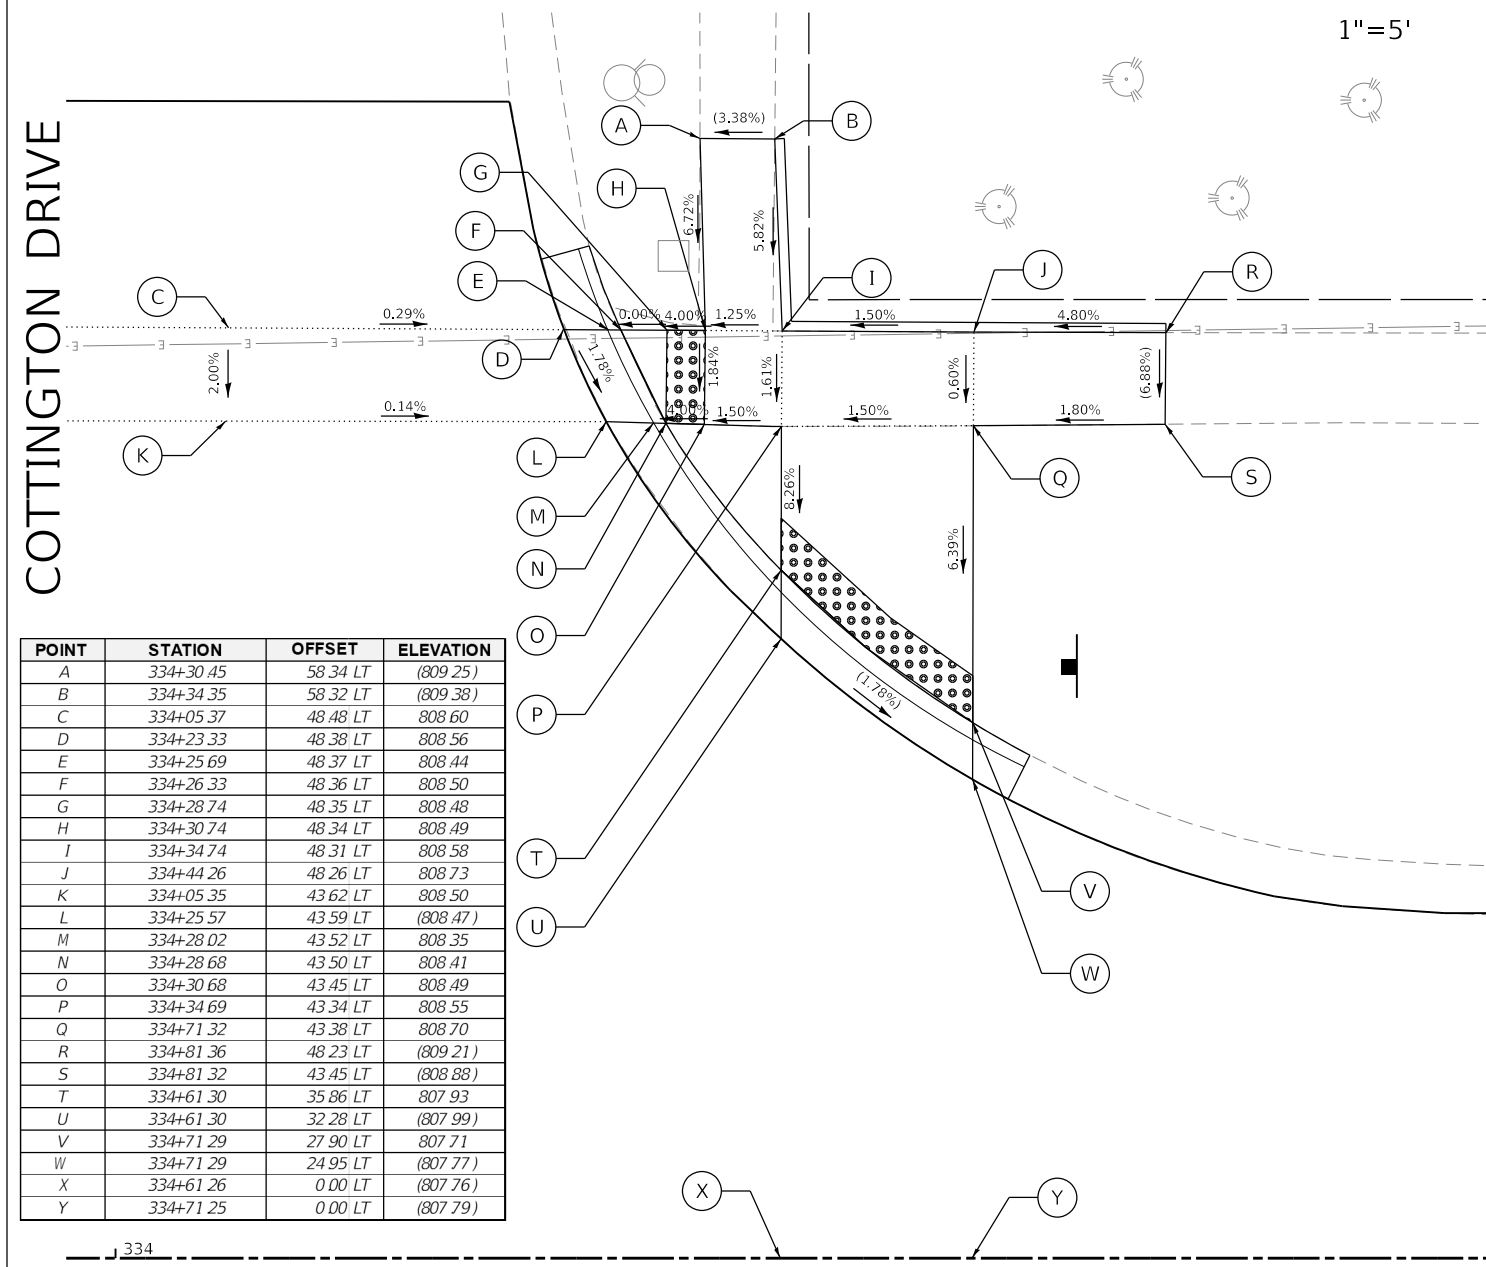 1"=5'
COTTINGTON DRIVE
A
(3.38%)
B
G
H
6.72%
5.82%
F
E
I
J
R
C
0.29%
0.00%
4.00%
1.25%
1.50%
4.80%
E E E E E E E E E E E E E E E E E
D
2.00%
1.78%
1.84%
1.61%
0.60%
(6.88%)
0.14%
4.00%
1.50%
1.50%
1.80%
K
L
Q
S
8.26%
M
6.39%
N
O
P
(1.78%)
T
V
U
W
X
Y
POINT STATION OFFSET ELEVATION
A 334+30.45 58.34 LT (809.25)
B 334+34.35 58.32 LT (809.38)
C 334+05.37 48.48 LT 808.60
D 334+23.33 48.38 LT 808.56
E 334+25.69 48.37 LT 808.44
F 334+26.33 48.36 LT 808.50
G 334+28.74 48.35 LT 808.48
H 334+30.74 48.34 LT 808.49
I 334+34.74 48.31 LT 808.58
J 334+44.26 48.26 LT 808.73
K 334+05.35 43.62 LT 808.50
L 334+25.57 43.59 LT (808.47)
M 334+28.02 43.52 LT 808.35
N 334+28.68 43.50 LT 808.41
O 334+30.68 43.45 LT 808.49
P 334+34.69 43.34 LT 808.55
Q 334+71.32 43.38 LT 808.70
R 334+81.36 48.23 LT (809.21)
S 334+81.32 43.45 LT (808.88)
T 334+61.30 35.86 LT 807.93
U 334+61.30 32.28 LT (807.99)
V 334+71.29 27.90 LT 807.71
W 334+71.29 24.95 LT (807.77)
X 334+61.26 0.00 LT (807.76)
Y 334+71.25 0.00 LT (807.79)
334